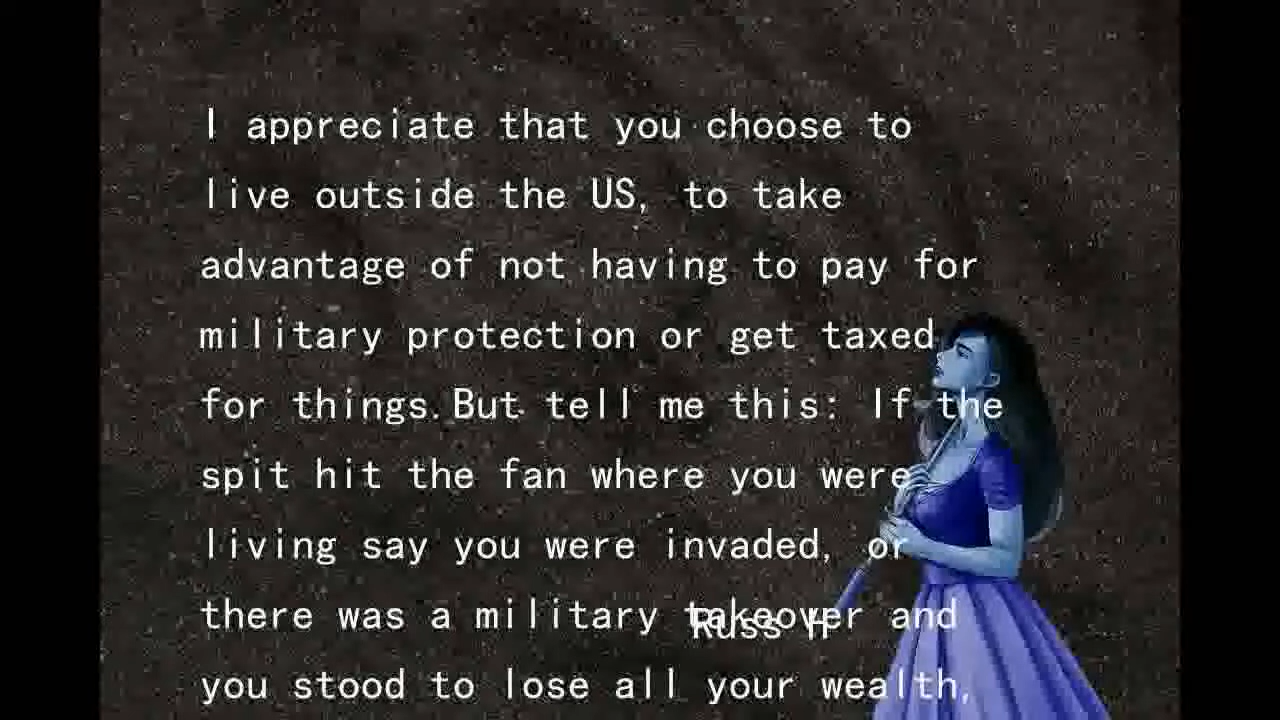 I appreciate that you choose to
live outside the US, to take
advantage of not having to pay for
military protection or get taxed
for things.But tell me this: If the
spit hit the fan where you were
living say you were invaded, or
there was a military takeover and
Russ H
you stood to lose all your wealth,